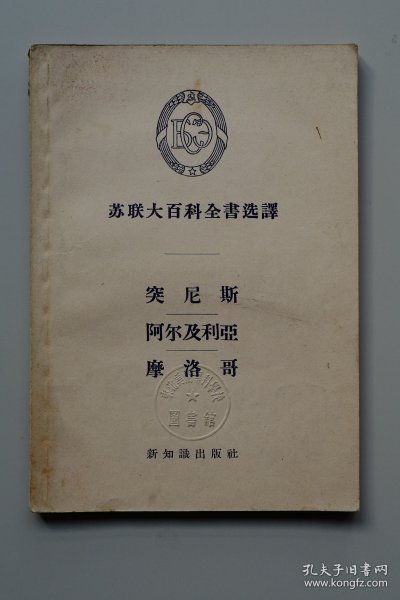 苏联大百科全書选譯
突尼斯
阿尔及利亞
摩洛哥
圖書館
新知識出版社
孔夫子旧书网
www.kongfz.com